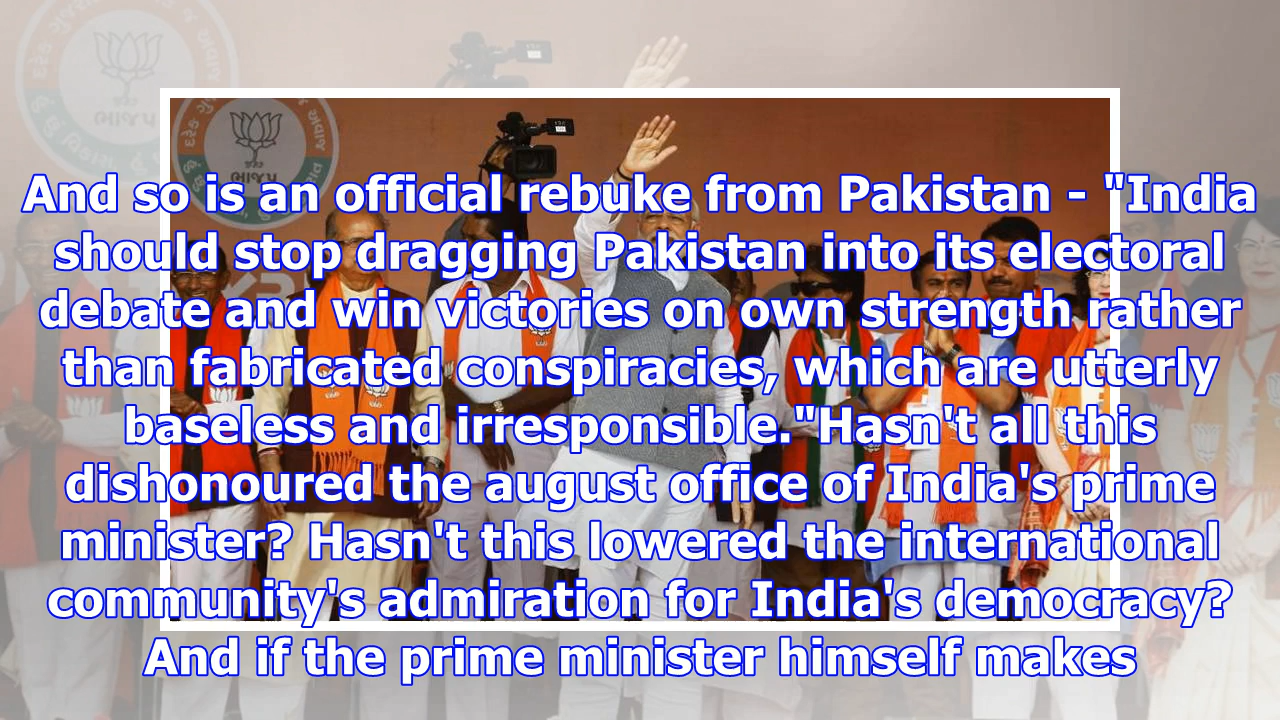 ભાજપ
And so is an official rebuke from Pakistan - "India
should stop dragging Pakistan into its electoral
debate and win victories on own strength rather
than fabricated conspiracies, which are utterly
baseless and irresponsible."Hasn't all this
dishonoured the august office of India's prime
minister? Hasn't this lowered the international
community's admiration for India's democracy?
And if the prime minister himself makes